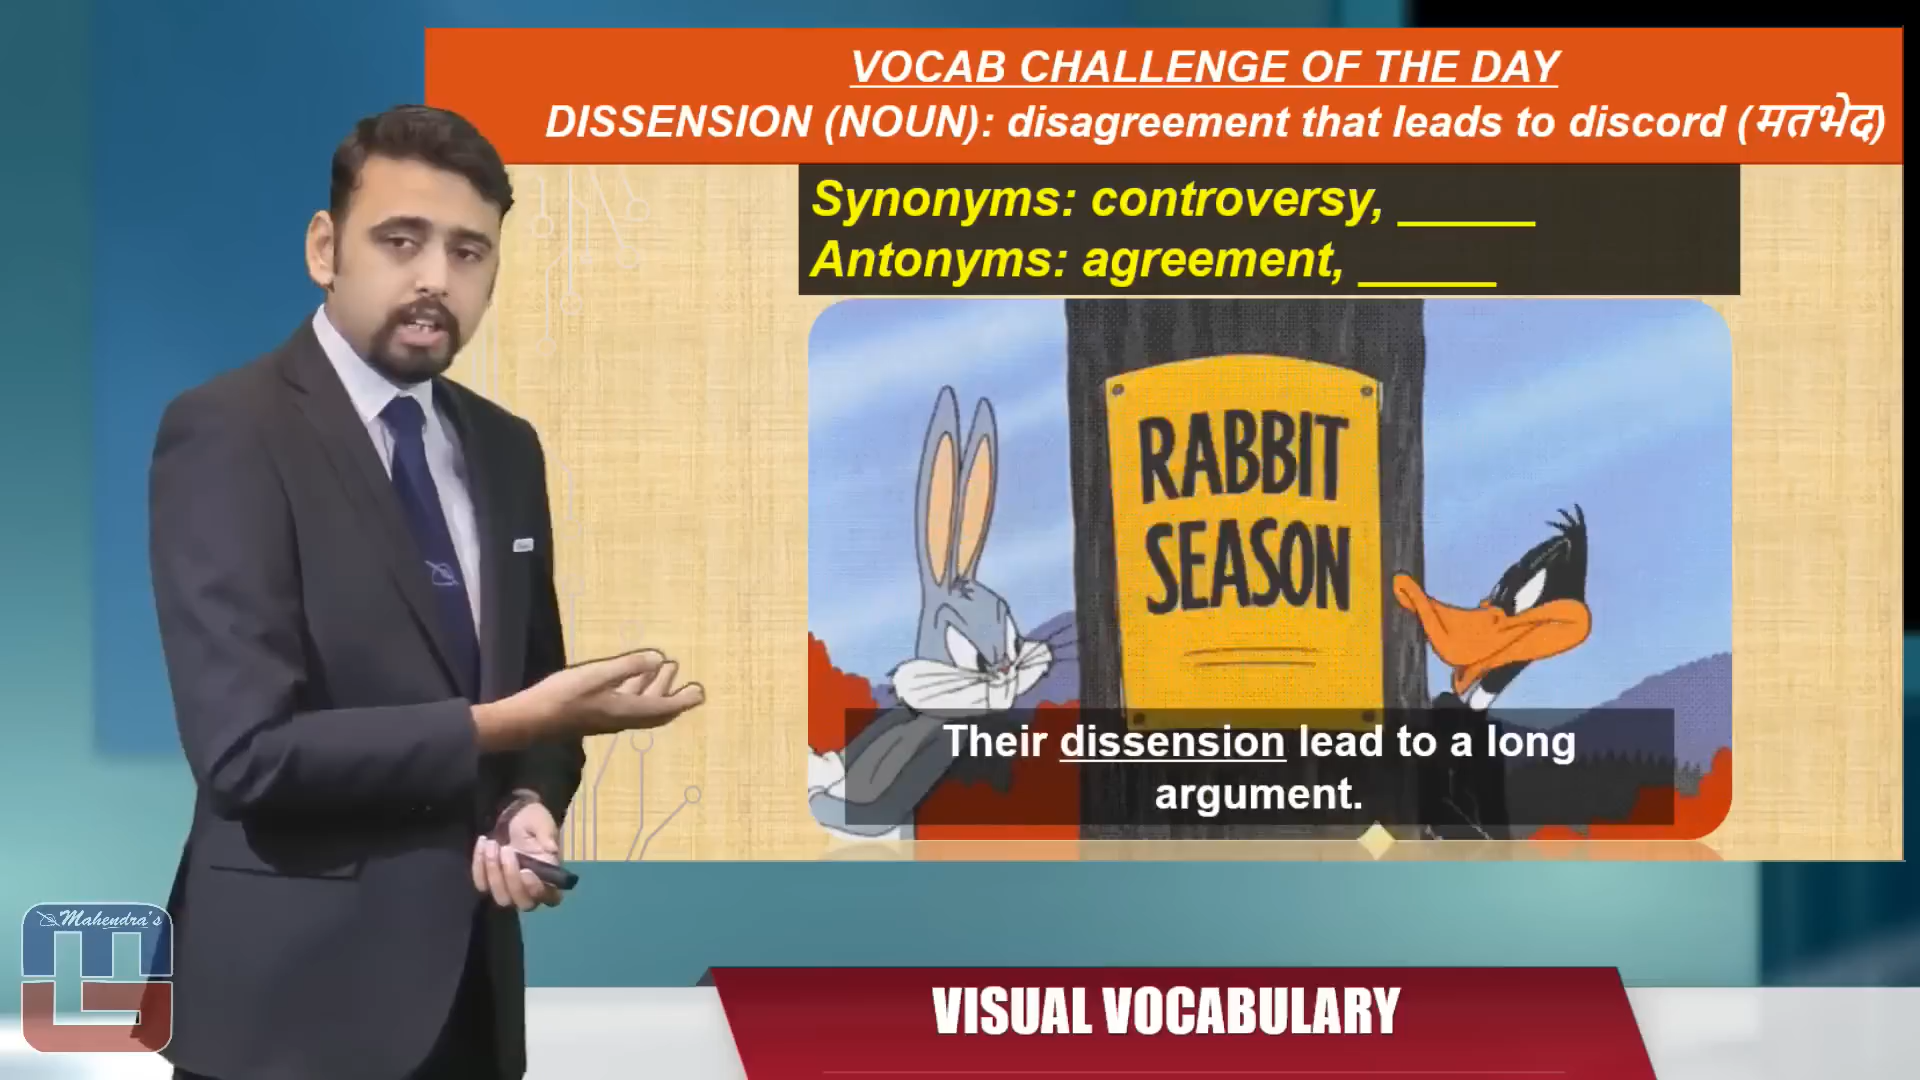 VOCAB CHALLENGE OF THE DAY
DISSENSION (NOUN): disagreement that leads to discord (मतभेद)
Synonyms: controversy, _____
Antonyms: agreement, _____
RABBIT
SEASON
Their dissension lead to a long
argument.
Mahendra's
VISUAL VOCABULARY